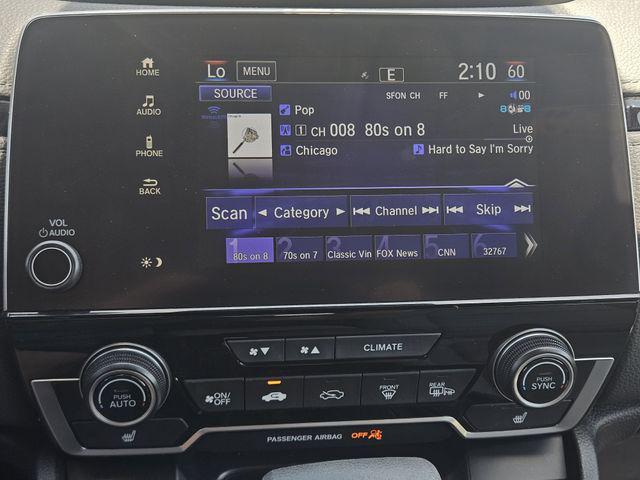 HOME
AUDIO
PHONE
BACK
VOL
AUDIO
Lo MENU E 2:10 60
SOURCE SFON CH FF 00
Pop
1 CH 008 80s on 8 Live
Chicago Hard to Say I'm Sorry
Scan Category Channel Skip
1 2 3 4 5 6
80s on 8 70s on 7 Classic Vin FOX News CNN 32767
CLIMATE
PUSH AUTO
ON/OFF
FRONT
REAR
PUSH SYNC
PASSENGER AIRBAG OFF